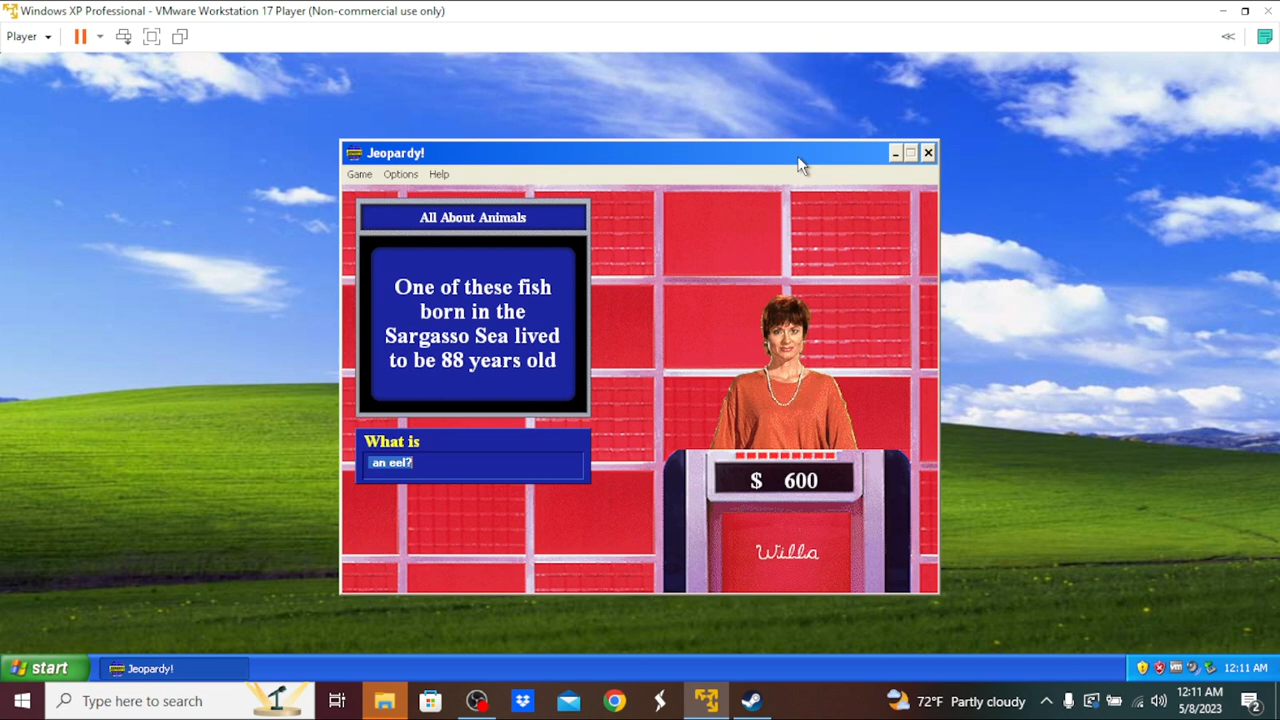 Windows XP Professional - VMware Workstation 17 Player (Non-commercial use only)
Player
Jeopardy!
Game Options Help
All About Animals
One of these fish
born in the
Sargasso Sea lived
to be 88 years old
What is
an eel?
$ 600
Willa
start
Jeopardy!
12:11 AM
Type here to search
72°F Partly cloudy
12:11 AM
5/8/2023
2